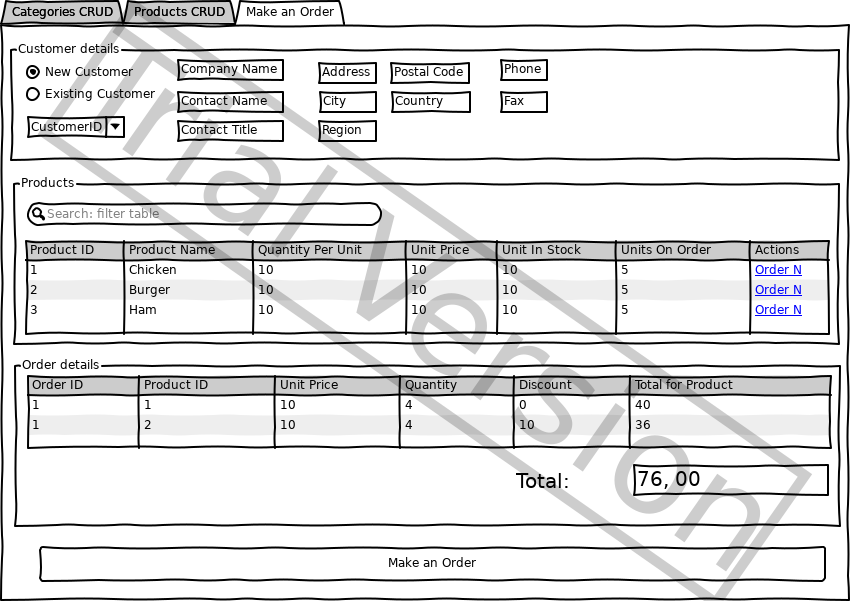 Categories CRUD Products CRUD Make an Order
Customer details
New Customer Company Name Address Postal Code Phone
Existing Customer Contact Name City Country Fax
CustomerID Contact Title Region
Products
Search: filter table
Product ID Product Name Quantity Per Unit Unit Price Unit In Stock Units On Order Actions
1 Chicken 10 10 10 5 Order N
2 Burger 10 10 10 5 Order N
3 Ham 10 10 10 5 Order N
Order details
Order ID Product ID Unit Price Quantity Discount Total for Product
1 1 10 4 0 40
1 2 10 4 10 36
Total: 76, 00
Make an Order
Trial Version